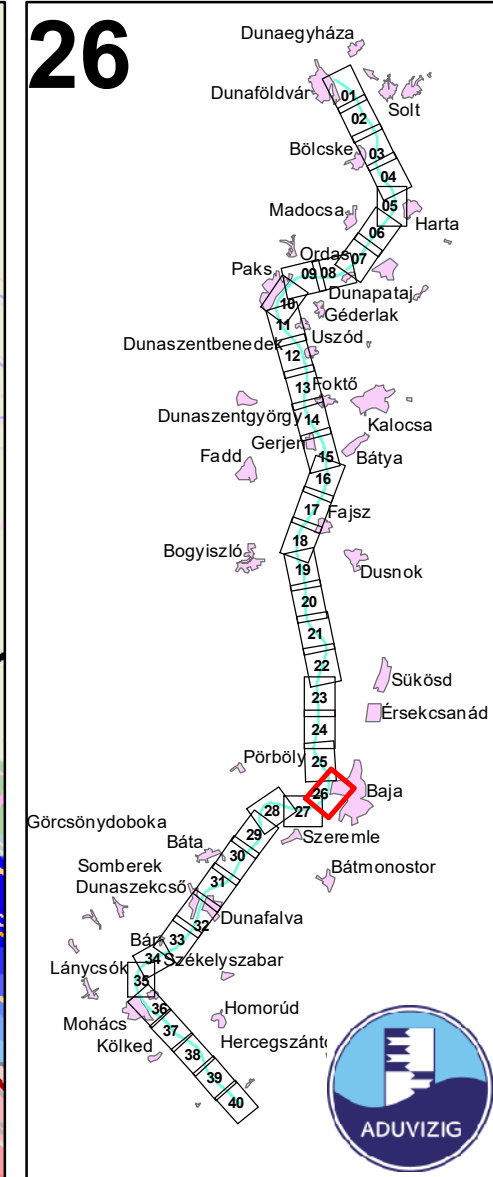 26
Dunaegyháza
Dunaföldvár
01
Solt
02
Bölcske
03
04
05
Madocsa
Harta
06
Ordas
07
Paks
09
08
Dunapataj
10
Géderlak
11
Uszód
Dunaszentbenedek
12
13
Foktő
Dunaszentgyörgy
14
Kalocsa
Gerjen
15
Bátya
Fadd
16
17
Fajsz
18
Bogyiszló
19
Dusnok
20
21
22
Sükösd
23
Érsekcsanád
24
Pörböly
25
26
Baja
28
27
Görcsönydoboka
29
Szeremle
Báta
30
Somberek
Bátmonostor
31
Dunaszekcső
Dunafalva
32
Bár
33
34
Székelyszabar
Lánycsók
35
36
Homorúd
Mohács
37
Kölked
Hercegszántó
38
39
40
ADUVIZIG